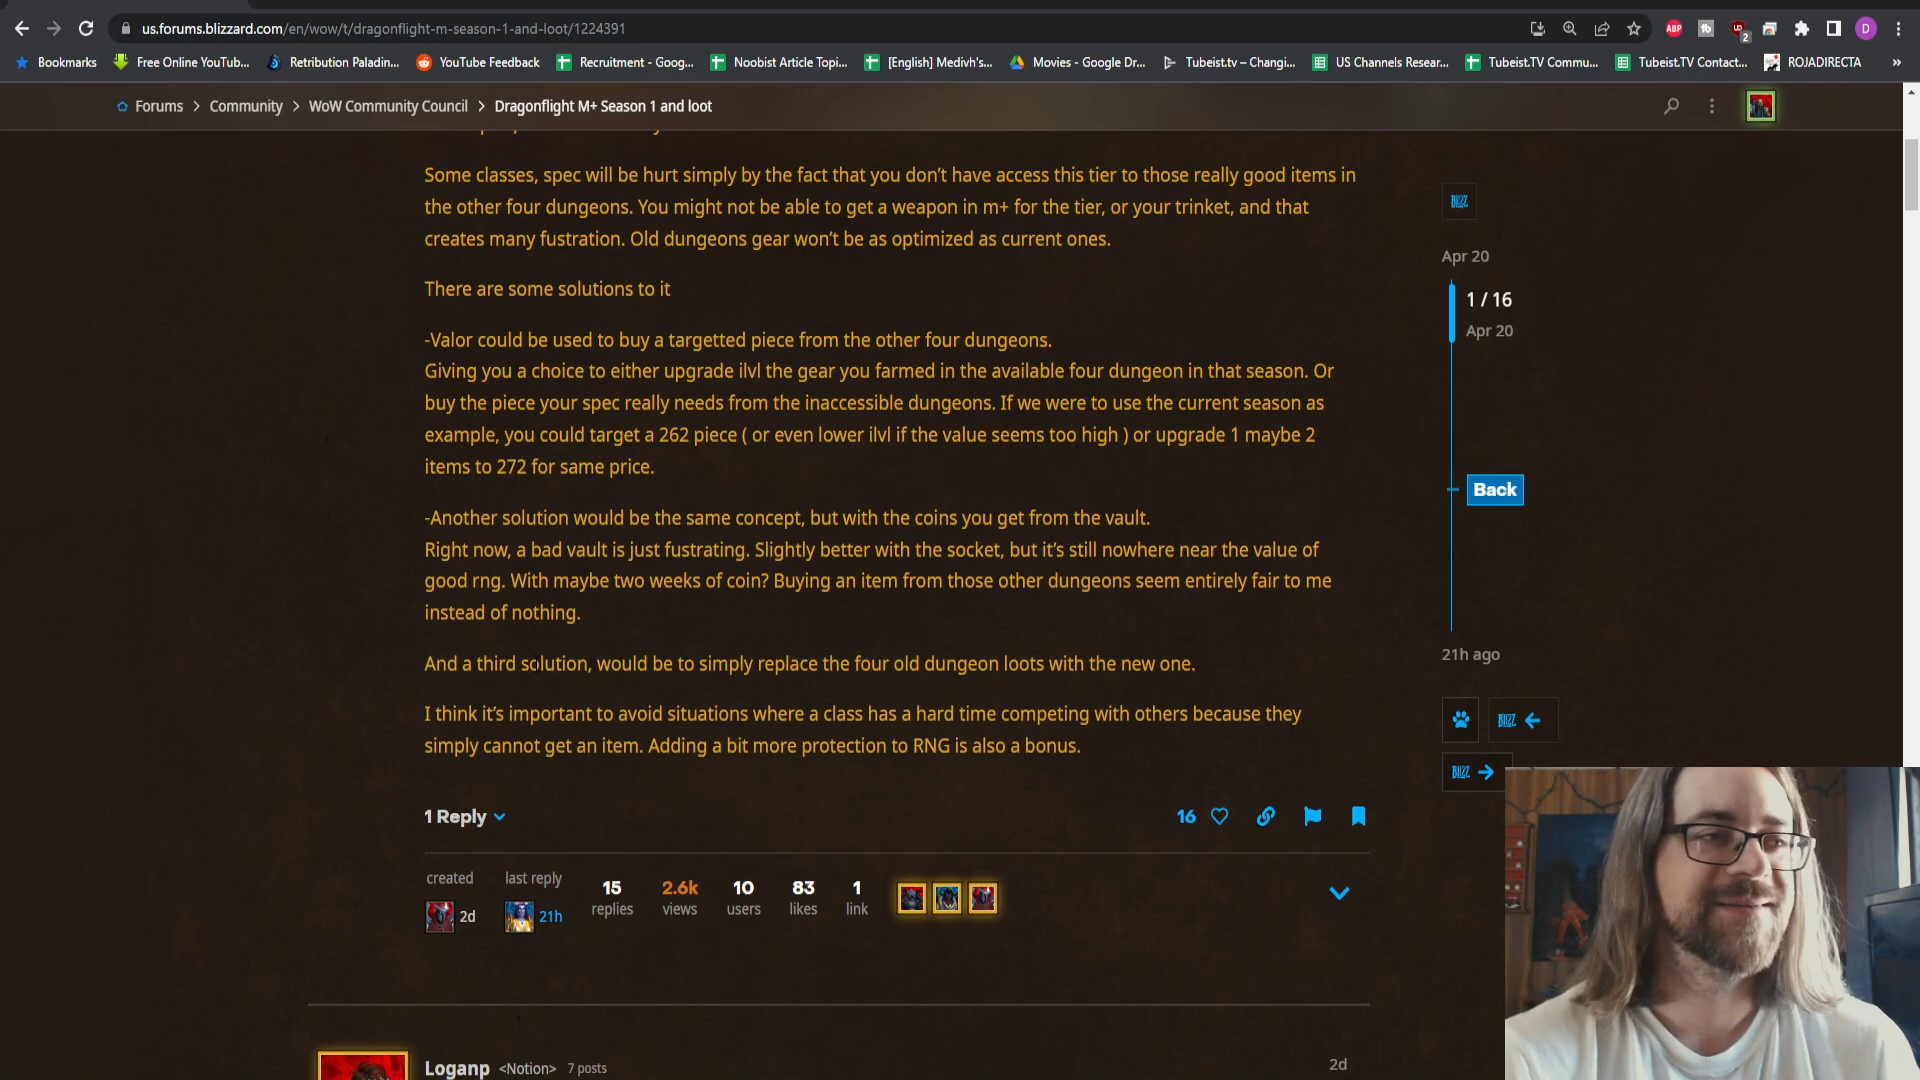 us.forums.blizzard.com/en/wow/t/dragonflight-m-season-1-and-loot/1224391
ABP
2
D
Bookmarks
Free Online YouTub...
Retribution Paladin...
YouTube Feedback
Recruitment - Goog...
Noobist Article Topi...
[English] Medivh's...
Movies - Google Dr...
Tubeist.tv – Changi...
US Channels Resear...
Tubeist.TV Commu...
Tubeist.TV Contact...
ROJADIRECTA
»
Forums > Community > WoW Community Council > Dragonflight M+ Season 1 and loot
Some classes, spec will be hurt simply by the fact that you don't have access this tier to those really good items in
the other four dungeons. You might not be able to get a weapon in m+ for the tier, or your trinket, and that
creates many fustration. Old dungeons gear won't be as optimized as current ones.
There are some solutions to it
-Valor could be used to buy a targetted piece from the other four dungeons.
Giving you a choice to either upgrade ilvl the gear you farmed in the available four dungeon in that season. Or
buy the piece your spec really needs from the inaccessible dungeons. If we were to use the current season as
example, you could target a 262 piece ( or even lower ilvl if the value seems too high ) or upgrade 1 maybe 2
items to 272 for same price.
-Another solution would be the same concept, but with the coins you get from the vault.
Right now, a bad vault is just fustrating. Slightly better with the socket, but it's still nowhere near the value of
good rng. With maybe two weeks of coin? Buying an item from those other dungeons seem entirely fair to me
instead of nothing.
And a third solution, would be to simply replace the four old dungeon loots with the new one.
I think it's important to avoid situations where a class has a hard time competing with others because they
simply cannot get an item. Adding a bit more protection to RNG is also a bonus.
1 Reply
16
created
2d
last reply
21h
15
replies
2.6k
views
10
users
83
likes
1
link
Loganp <Notion> 7 posts
2d
BLIZZ
Apr 20
1 / 16
Apr 20
Back
21h ago
BLIZZ
BLIZZ